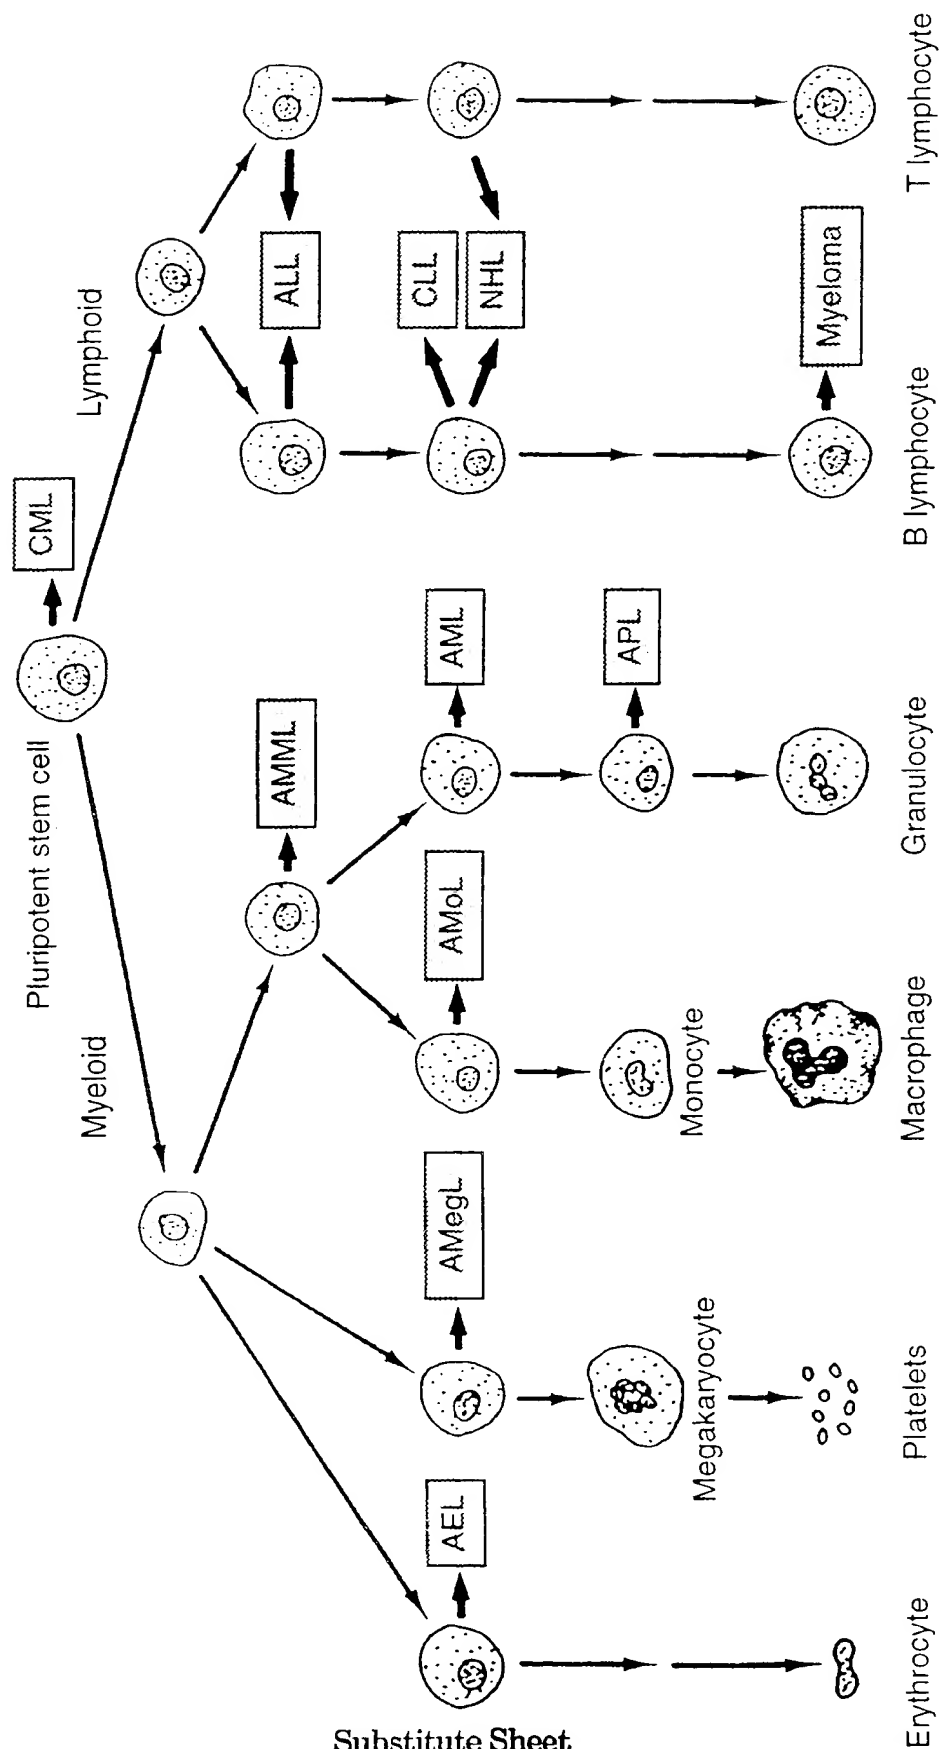 Pluripotent stem cell
CML
Myeloid
Lymphoid
AMML
ALL
AEL
AMegL
AMoL
AML
CLL
NHL
APL
Megakaryocyte
Monocyte
Myeloma
Erythrocyte
Platelets
Macrophage
Granulocyte
B lymphocyte
T lymphocyte
Substitute Sheet